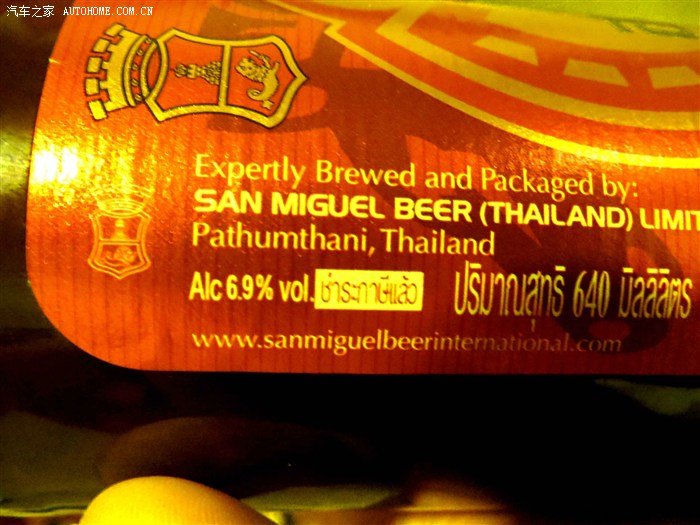 汽车之家 AUTOHOME.COM.CN
Expertly Brewed and Packaged by:
SAN MIGUEL BEER (THAILAND) LIMIT
Pathumthani, Thailand
Alc 6.9% vol. ชำระภาษีแล้ว ปริมาณสุทธิ 640 มิลลิลิตร
www.sanmiguelbeerinternational.com